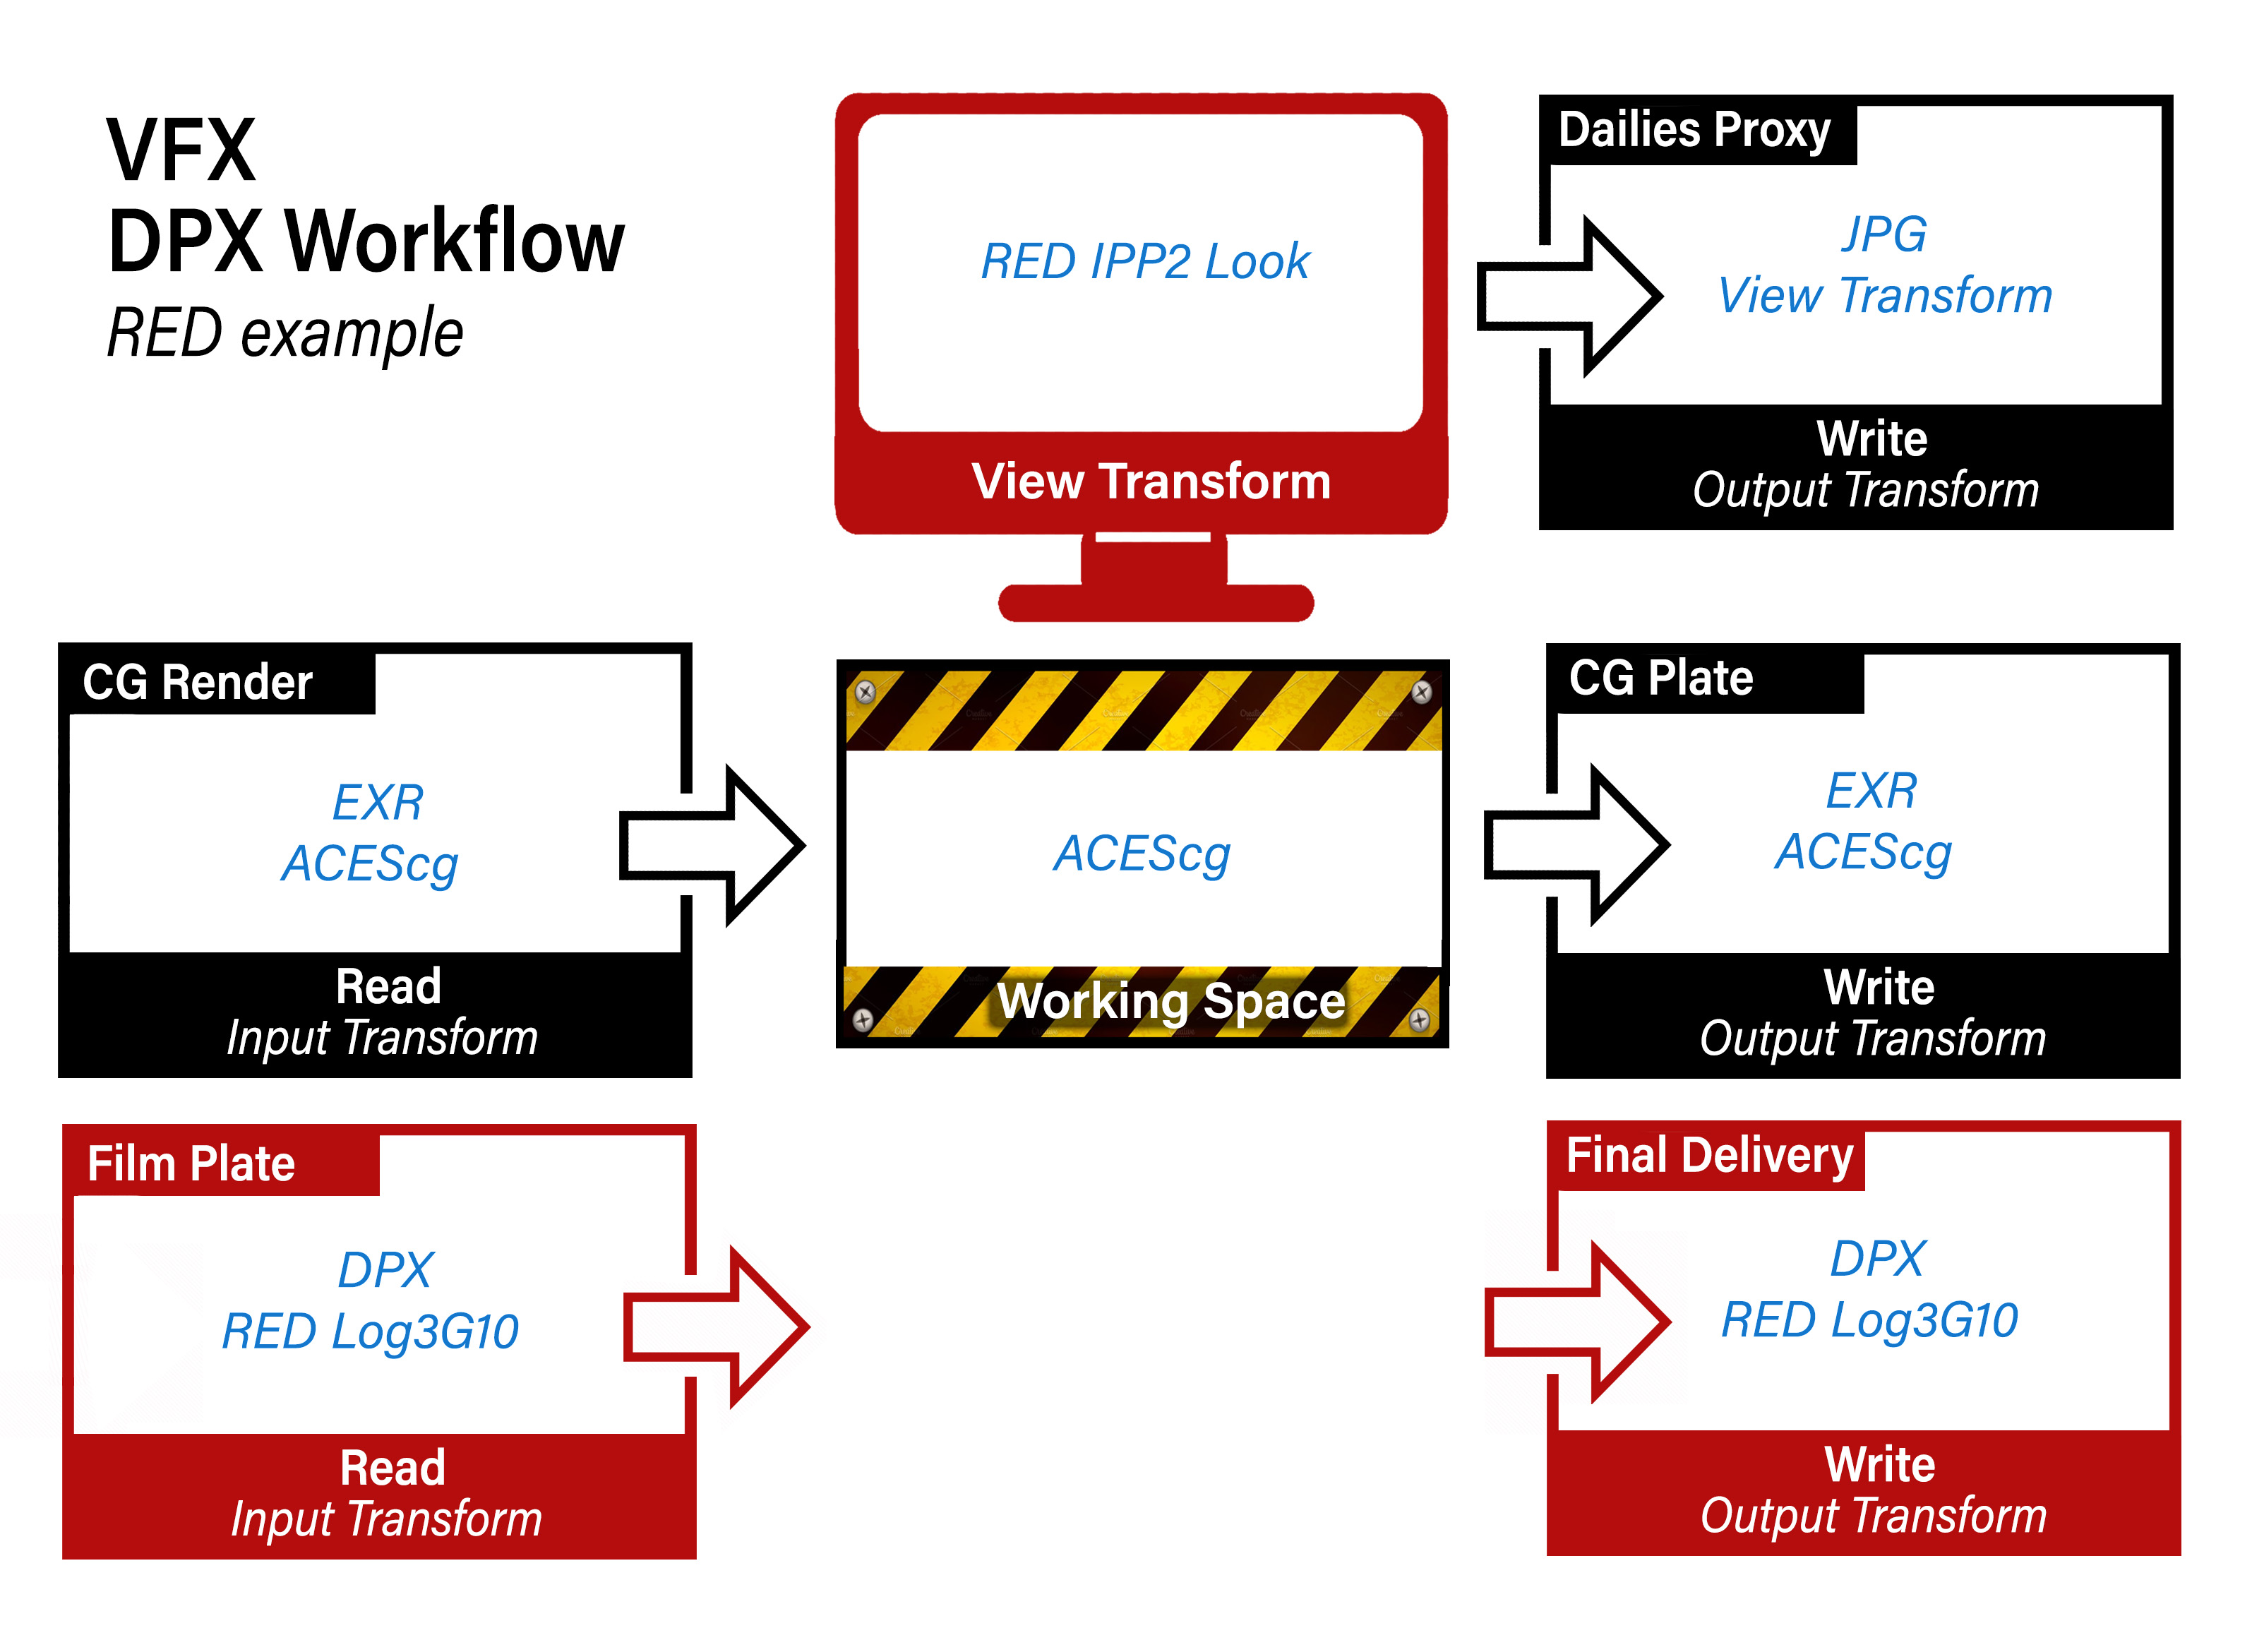 VFX
DPX Workflow
RED example
RED IPP2 Look
View Transform
Dailies Proxy
JPG
View Transform
Write
Output Transform
CG Render
EXR
ACEScg
Read
Input Transform
ACEScg
Working Space
CG Plate
EXR
ACEScg
Write
Output Transform
Film Plate
DPX
RED Log3G10
Read
Input Transform
Final Delivery
DPX
RED Log3G10
Write
Output Transform